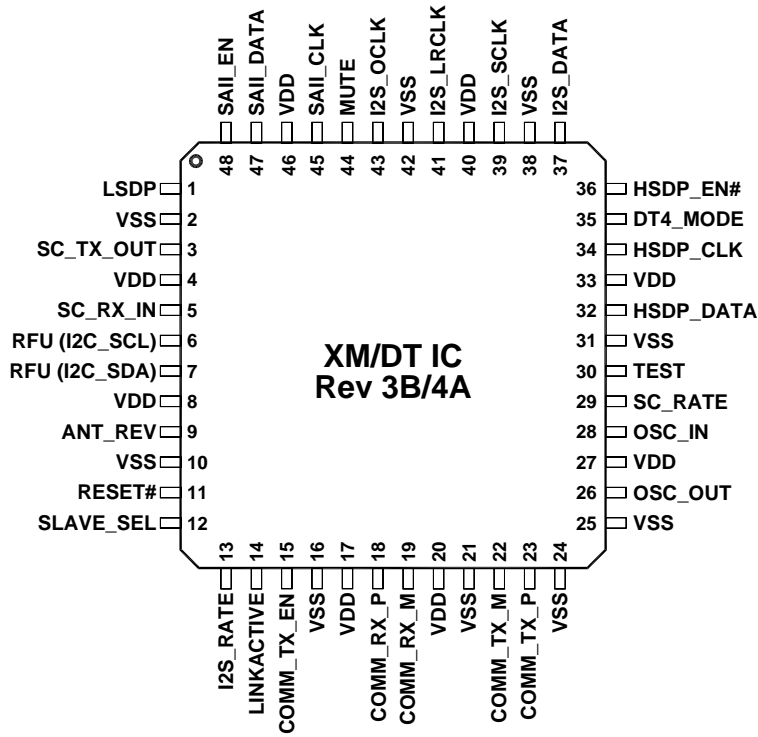 SAII_EN
SAII_DATA
VDD
SAII_CLK
MUTE
I2S_OCLK
VSS
I2S_LRCLK
VDD
I2S_SCLK
VSS
I2S_DATA
48
47
46
45
44
43
42
41
40
39
38
37
LSDP 1
VSS 2
SC_TX_OUT 3
VDD 4
SC_RX_IN 5
RFU (I2C_SCL) 6
RFU (I2C_SDA) 7
VDD 8
ANT_REV 9
VSS 10
RESET# 11
SLAVE_SEL 12
XM/DT IC
Rev 3B/4A
36 HSDP_EN#
35 DT4_MODE
34 HSDP_CLK
33 VDD
32 HSDP_DATA
31 VSS
30 TEST
29 SC_RATE
28 OSC_IN
27 VDD
26 OSC_OUT
25 VSS
13
14
15
16
17
18
19
20
21
22
23
24
I2S_RATE
LINKACTIVE
COMM_TX_EN
VSS
VDD
COMM_RX_P
COMM_RX_M
VDD
VSS
COMM_TX_M
COMM_TX_P
VSS